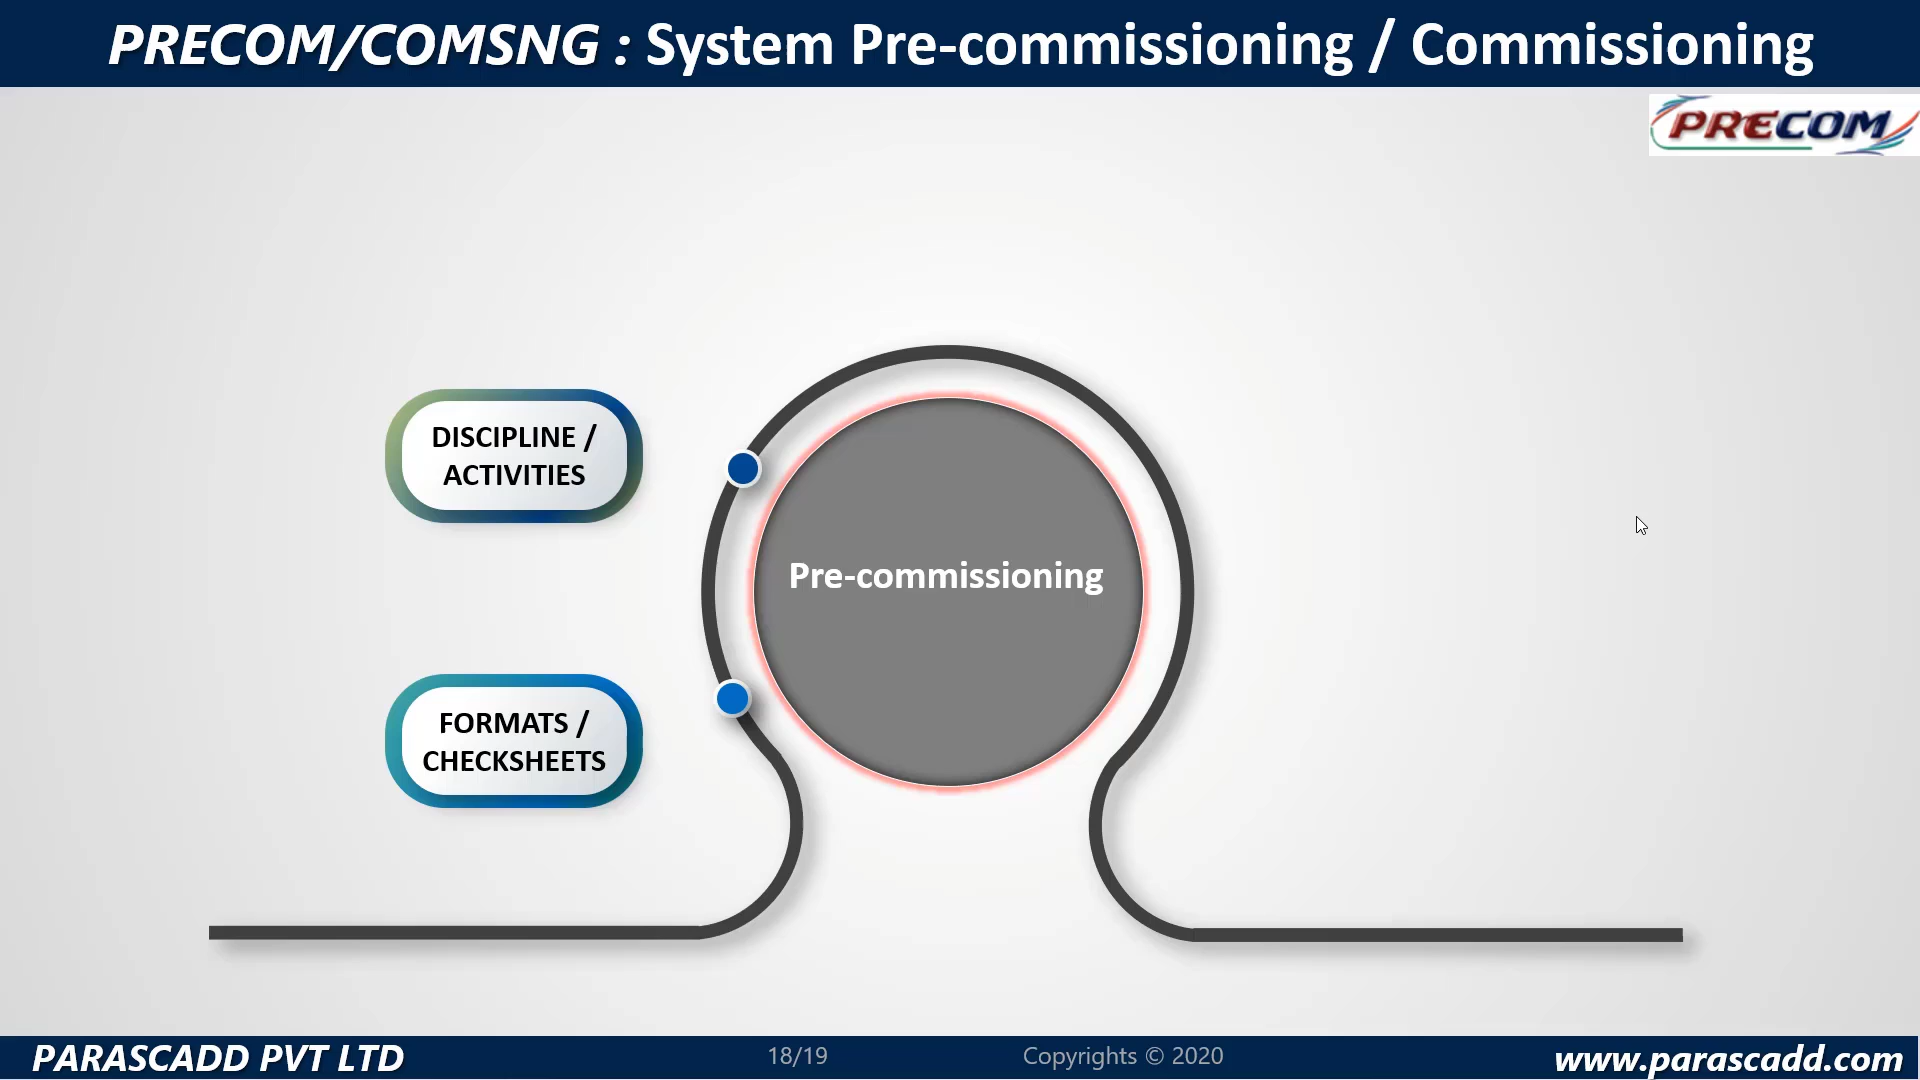 PRECOM/COMSNG : System Pre-commissioning / Commissioning
PRECOM
DISCIPLINE /
ACTIVITIES
Pre-commissioning
FORMATS /
CHECKSHEETS
PARASCADD PVT LTD
18/19
Copyrights © 2020
www.parascadd.com